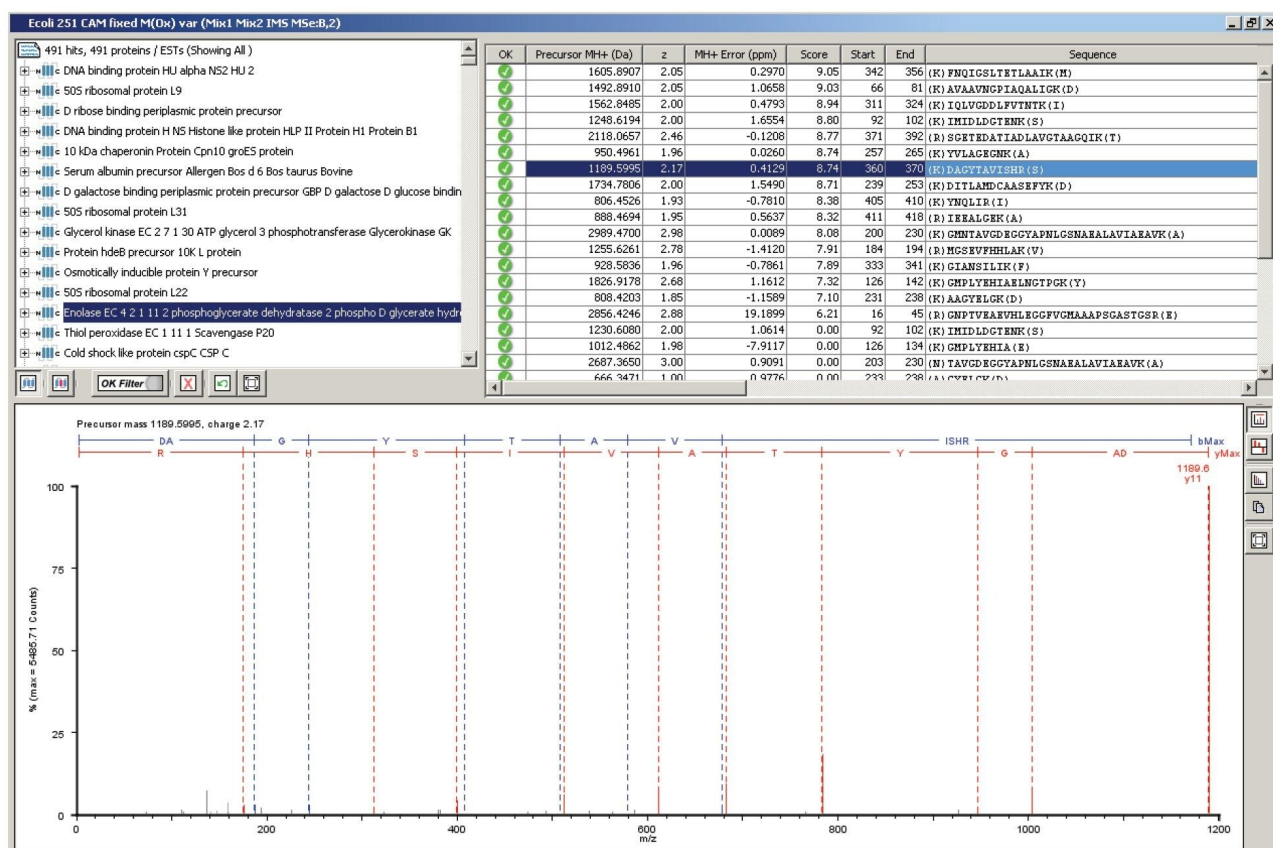 Ecoli 251 CAM fixed M(Ox) var (Mix1 Mix2 IMS MSe:B,2)
491 hits, 491 proteins / ESTs (Showing All )
DNA binding protein HU alpha NS2 HU 2
50S ribosomal protein L9
D ribose binding periplasmic protein precursor
DNA binding protein H NS Histone like protein HLP II Protein H1 Protein B1
10 kDa chaperonin Protein Cpn10 groES protein
Serum albumin precursor Allergen Bos d 6 Bos taurus Bovine
D galactose binding periplasmic protein precursor GBP D galactose D glucose bindin
50S ribosomal protein L31
Glycerol kinase EC 2 7 1 30 ATP glycerol 3 phosphotransferase Glycerokinase GK
Protein hdeB precursor 10K L protein
Osmotically inducible protein Y precursor
50S ribosomal protein L22
Enolase EC 4 2 1 11 2 phosphoglycerate dehydratase 2 phospho D glycerate hydr
Thiol peroxidase EC 1 11 1 Scavengase P20
Cold shock like protein cspC CSP C
OK Filter
OK Precursor MH+ (Da) z MH+ Error (ppm) Score Start End Sequence
1605.8907 2.05 0.2970 9.05 342 356 (K)FNQIGSLTETLAAIK(M)
1492.8910 2.05 1.0658 9.03 66 81 (K)AVAAVNGPIAQALIGK(D)
1562.8485 2.00 0.4793 8.94 311 324 (K)IQLVGDDLFVTNTK(I)
1248.6194 2.00 1.6554 8.80 92 102 (K)IMIDLDGTENK(S)
2118.0657 2.46 -0.1208 8.77 371 392 (R)SGETEDATIADLAVGTAAGQIK(T)
950.4961 1.96 0.0260 8.74 257 265 (K)YVLAGEGNK(A)
1189.5995 2.17 0.4129 8.74 360 370 (K)DAGYTAVISHR(S)
1734.7806 2.00 1.5490 8.71 239 253 (K)DITLAMDCAASEFYK(D)
806.4526 1.93 -0.7810 8.38 405 410 (K)YNQLIR(I)
888.4694 1.95 0.5637 8.32 411 418 (R)IEEALGEK(A)
2989.4700 2.98 0.0089 8.08 200 230 (K)GMNTAVGDEGGYAPNLGSNAEALAVIAEAVK(A)
1255.6261 2.78 -1.4120 7.91 184 194 (R)MGSEVFHHLAK(V)
928.5836 1.96 -0.7861 7.89 333 341 (K)GIANSILIK(F)
1826.9178 2.68 1.1612 7.32 126 142 (K)GMPLYEHIAELNGTPGK(Y)
808.4203 1.85 -1.1589 7.10 231 238 (K)AAGYELGK(D)
2856.4246 2.88 19.1899 6.21 16 45 (R)GNPTVEAEVHLEGGFVGMAAAPSGASTGSR(E)
1230.6080 2.00 1.0614 0.00 92 102 (K)IMIDLDGTENK(S)
1012.4862 1.98 -7.9117 0.00 126 134 (K)GMPLYEHIA(E)
2687.3650 3.00 0.9091 0.00 203 230 (N)TAVGDEGGYAPNLGSNAEALAVIAEAVK(A)
666.3471 1.00 0.9776 0.00 233 238 (A)GYELGK(D)
Precursor mass 1189.5995, charge 2.17
DA G Y T A V ISHR bMax
R H S I V A T Y G AD yMax
1189.6
y11
% (max = 5485.71 Counts)
100
75
50
25
0
0 200 400 600 800 1000 1200
m/z